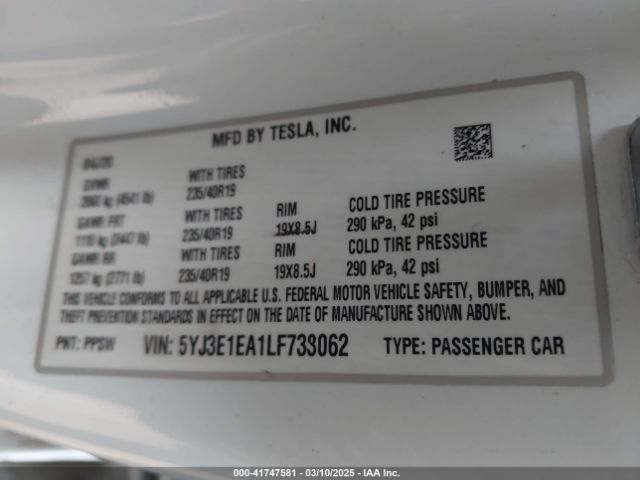 MFD BY TESLA, INC.
GVWR WITH TIRES
2060 kg (4541 lb) 235/40R19
GAWR FRT WITH TIRES RIM COLD TIRE PRESSURE
1110 kg (2447 lb) 235/40R19 19X8.5J 290 kPa, 42 psi
GAWR RR WITH TIRES RIM COLD TIRE PRESSURE
1257 kg (2771 lb) 235/40R19 19X8.5J 290 kPa, 42 psi
THIS VEHICLE CONFORMS TO ALL APPLICABLE U.S. FEDERAL MOTOR VEHICLE SAFETY, BUMPER, AND
THEFT PREVENTION STANDARDS IN EFFECT ON THE DATE OF MANUFACTURE SHOWN ABOVE.
PNT: PPSW VIN: TYPE: PASSENGER CAR
000-41747581 - 03/10/2025 - IAA Inc.